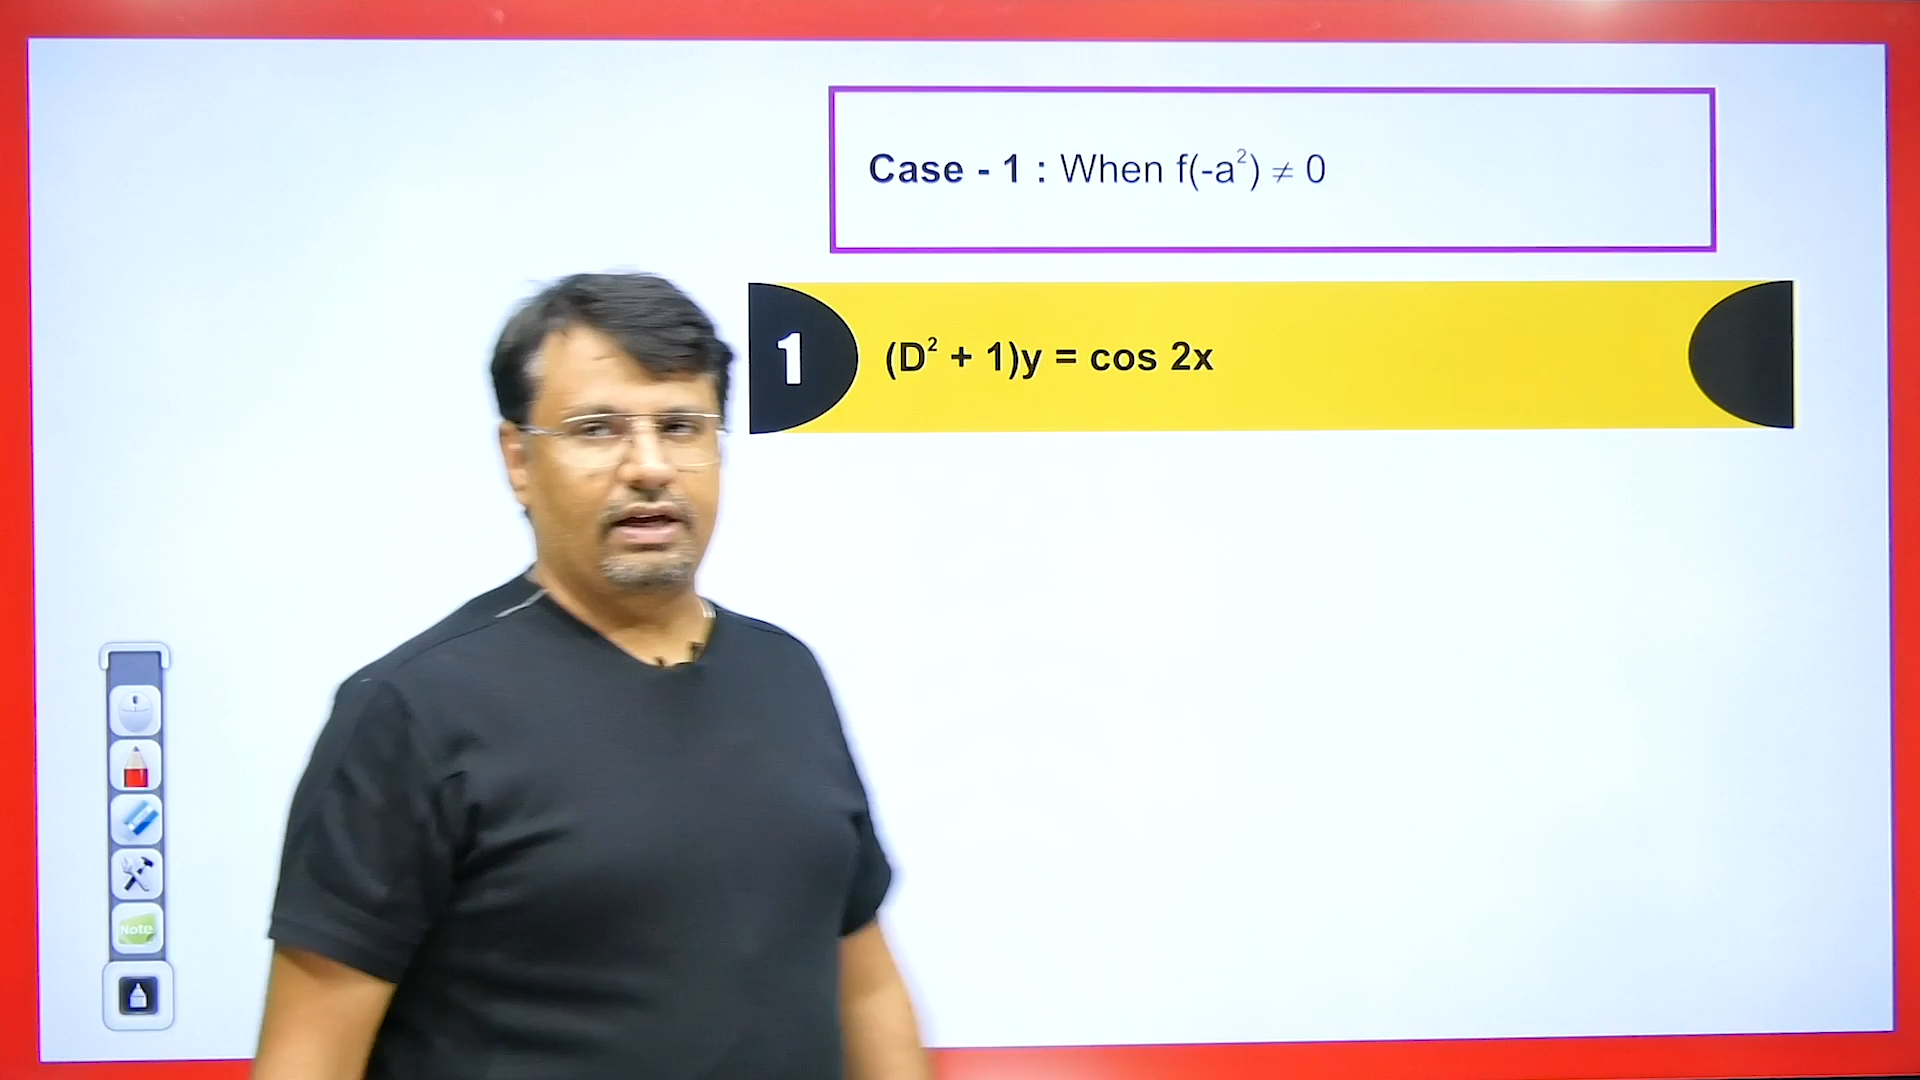 Case - 1 : When f(-a²) ≠ 0
1
(D² + 1)y = cos 2x
Note